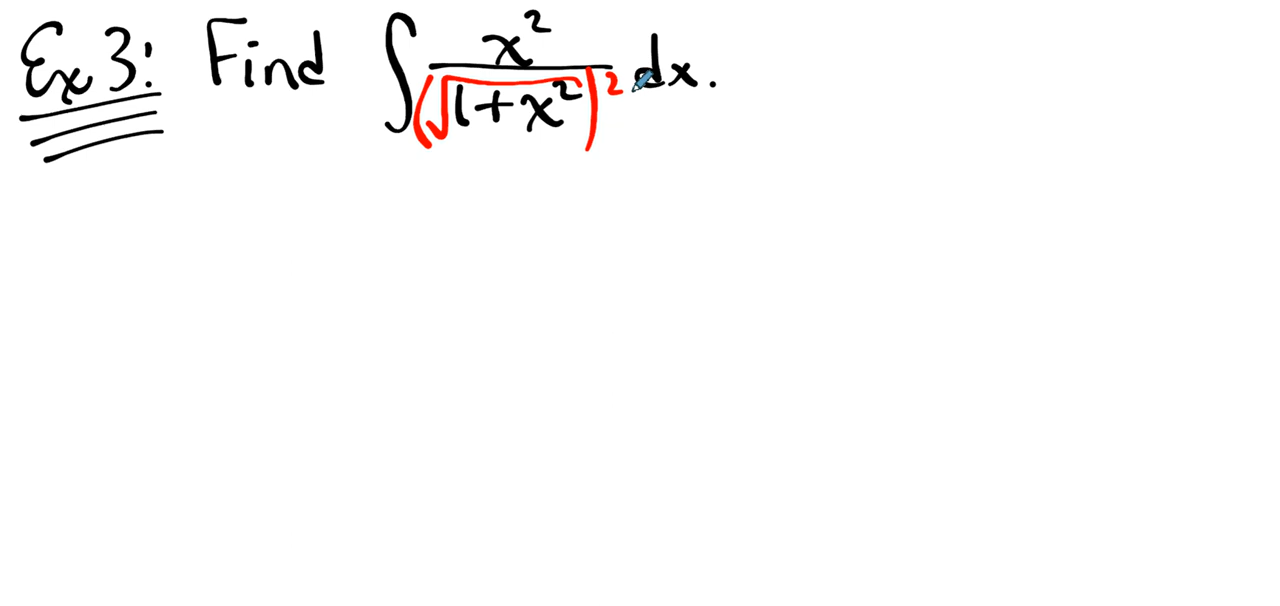 Ex 3: Find ∫ x²/(√(1+x²))² dx.